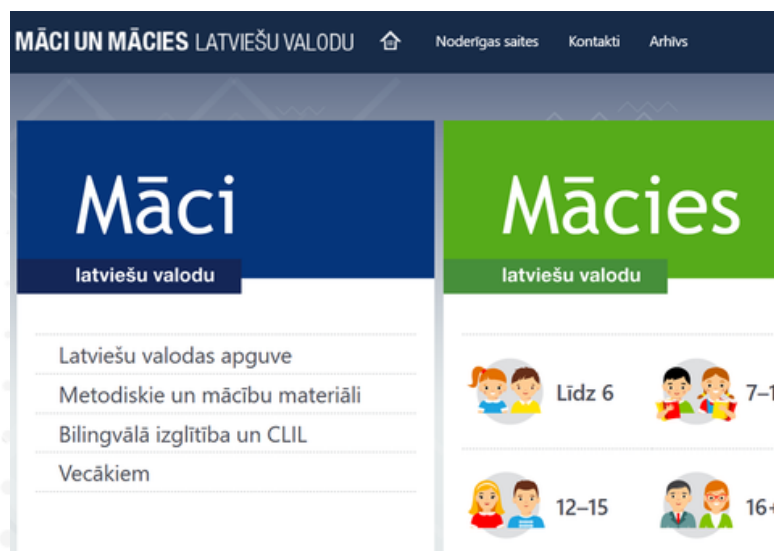 MĀCI UN MĀCIES LATVIEŠU VALODU Noderīgas saites Kontakti Arhīvs
Māci
latviešu valodu
Latviešu valodas apguve
Metodiskie un mācību materiāli
Bilingvālā izglītība un CLIL
Vecākiem
Mācies
latviešu valodu
Līdz 6
12–15